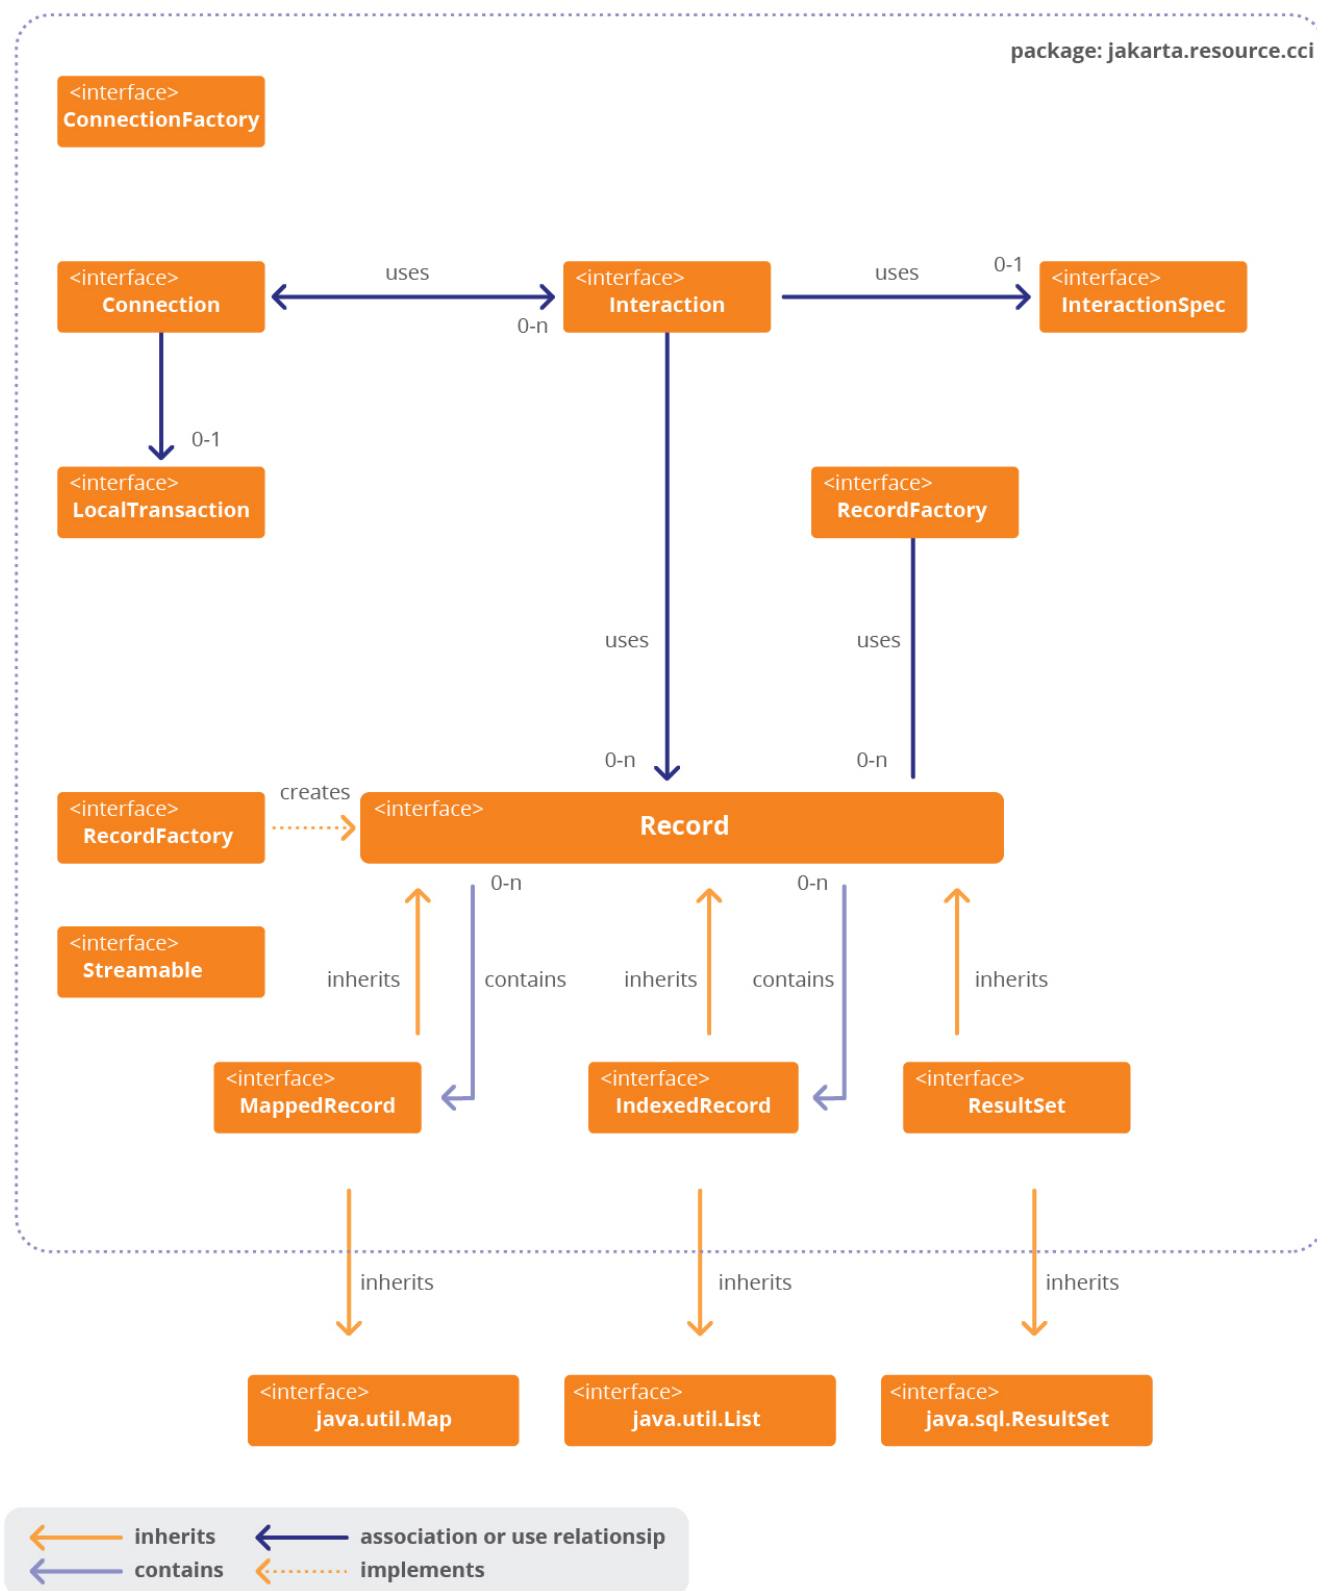 package: jakarta.resource.cci
<interface>
ConnectionFactory
<interface>
Connection
uses
0-n
<interface>
Interaction
uses
0-1
<interface>
InteractionSpec
0-1
<interface>
LocalTransaction
<interface>
RecordFactory
uses
uses
0-n
0-n
<interface>
RecordFactory
creates
<interface>
Record
0-n
0-n
<interface>
Streamable
inherits
contains
inherits
contains
inherits
<interface>
MappedRecord
<interface>
IndexedRecord
<interface>
ResultSet
inherits
inherits
inherits
<interface>
java.util.Map
<interface>
java.util.List
<interface>
java.sql.ResultSet
inherits
association or use relationsip
contains
implements